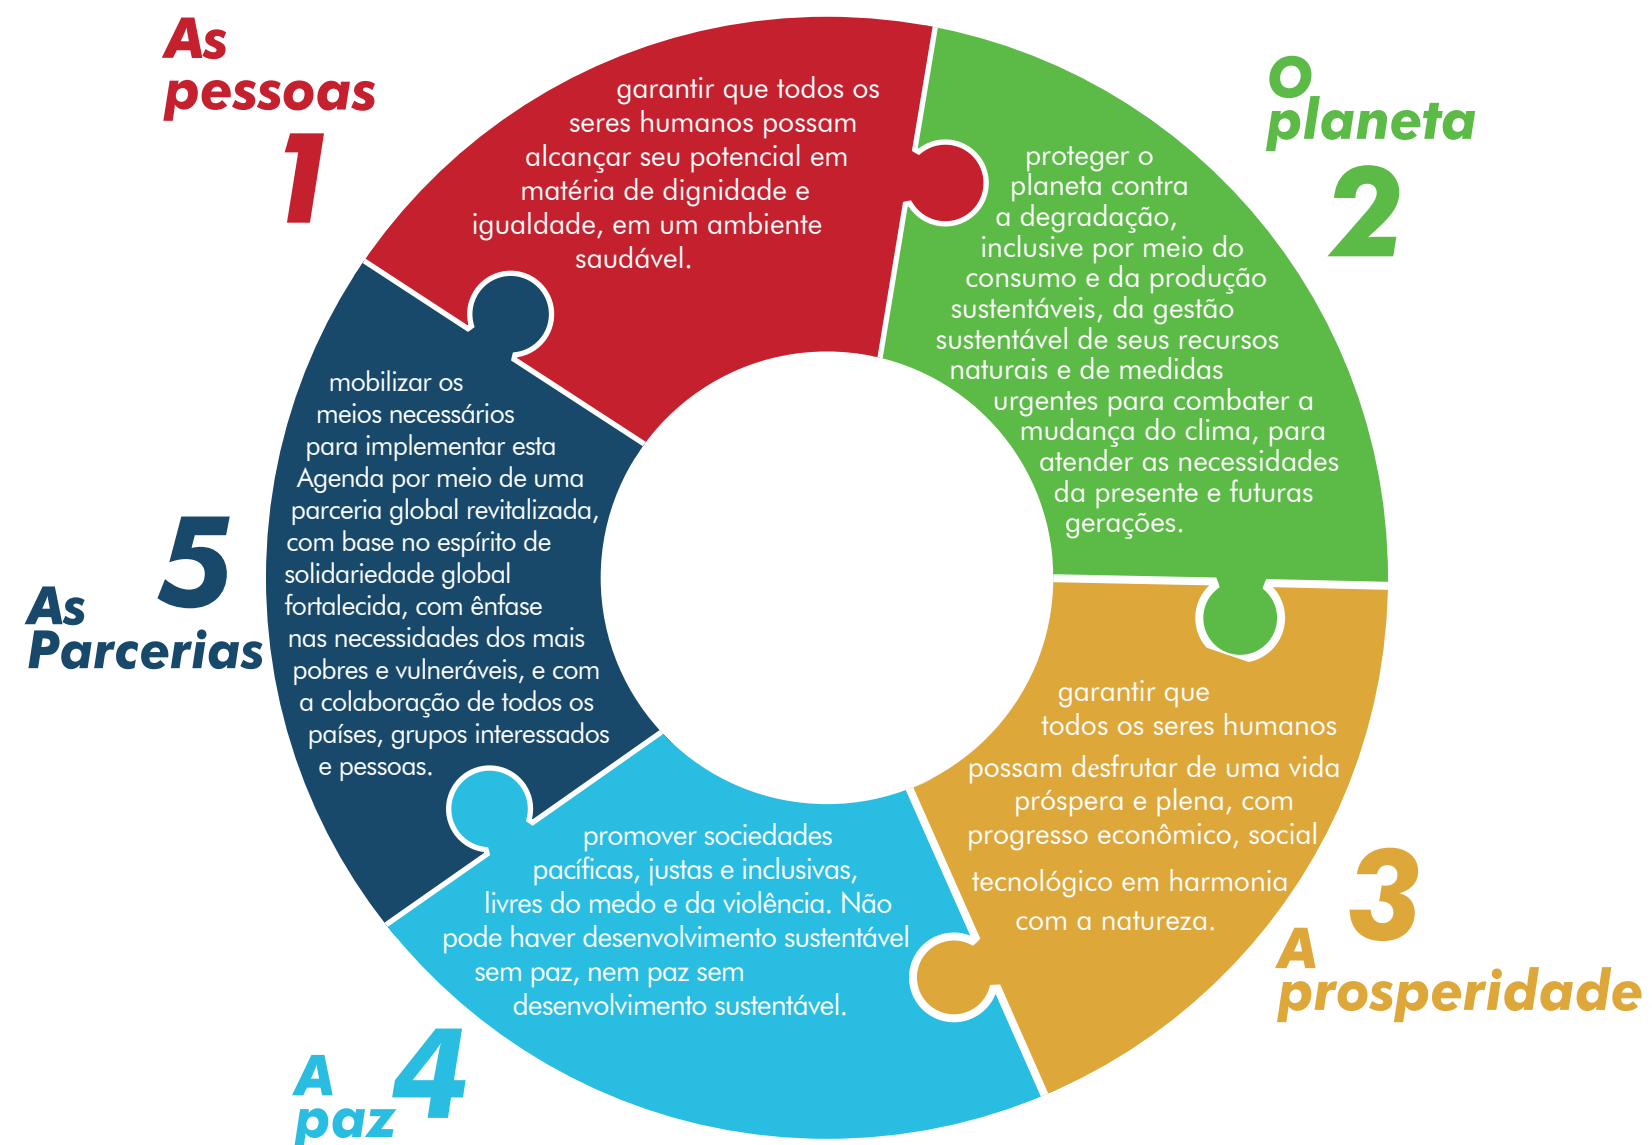 As
pessoas
1
garantir que todos os
seres humanos possam
alcançar seu potencial em
matéria de dignidade e
igualdade, em um ambiente
saudável.
O
planeta
2
proteger o
planeta contra
a degradação,
inclusive por meio do
consumo e da produção
sustentáveis, da gestão
sustentável de seus recursos
naturais e de medidas
urgentes para combater a
mudança do clima, para
atender as necessidades
da presente e futuras
gerações.
garantir que
todos os seres humanos
possam desfrutar de uma vida
próspera e plena, com
progresso econômico, social
tecnológico em harmonia
com a natureza.
3
A
prosperidade
promover sociedades
pacíficas, justas e inclusivas,
livres do medo e da violência. Não
pode haver desenvolvimento sustentável
sem paz, nem paz sem
desenvolvimento sustentável.
4
A
paz
mobilizar os
meios necessários
para implementar esta
Agenda por meio de uma
parceria global revitalizada,
com base no espírito de
solidariedade global
fortalecida, com ênfase
nas necessidades dos mais
pobres e vulneráveis, e com
a colaboração de todos os
países, grupos interessados
e pessoas.
5
As
Parcerias